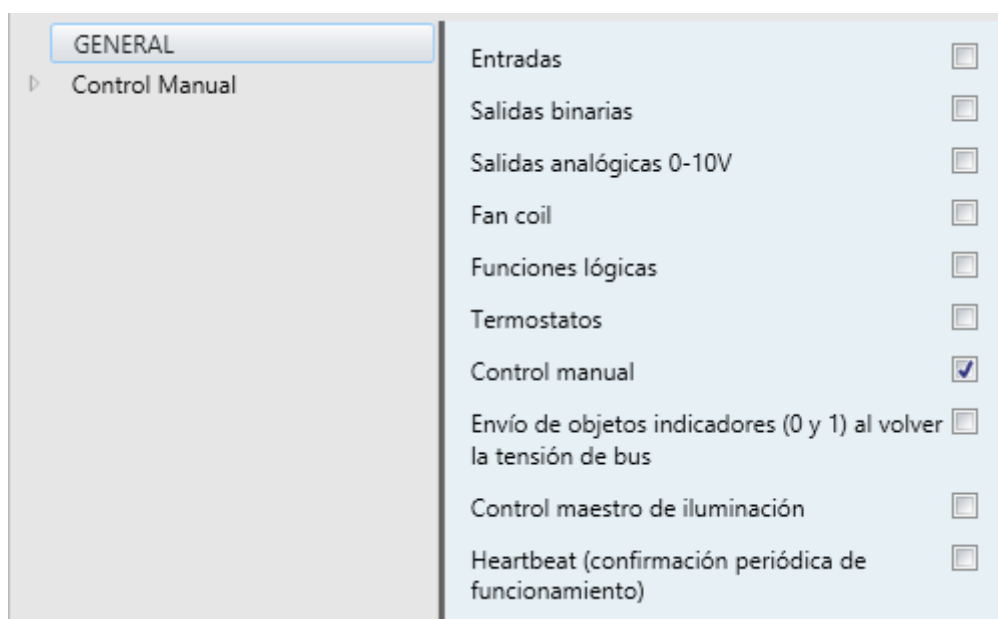 GENERAL
Control Manual
Entradas
Salidas binarias
Salidas analógicas 0-10V
Fan coil
Funciones lógicas
Termostatos
Control manual
Envío de objetos indicadores (0 y 1) al volver
la tensión de bus
Control maestro de iluminación
Heartbeat (confirmación periódica de
funcionamiento)